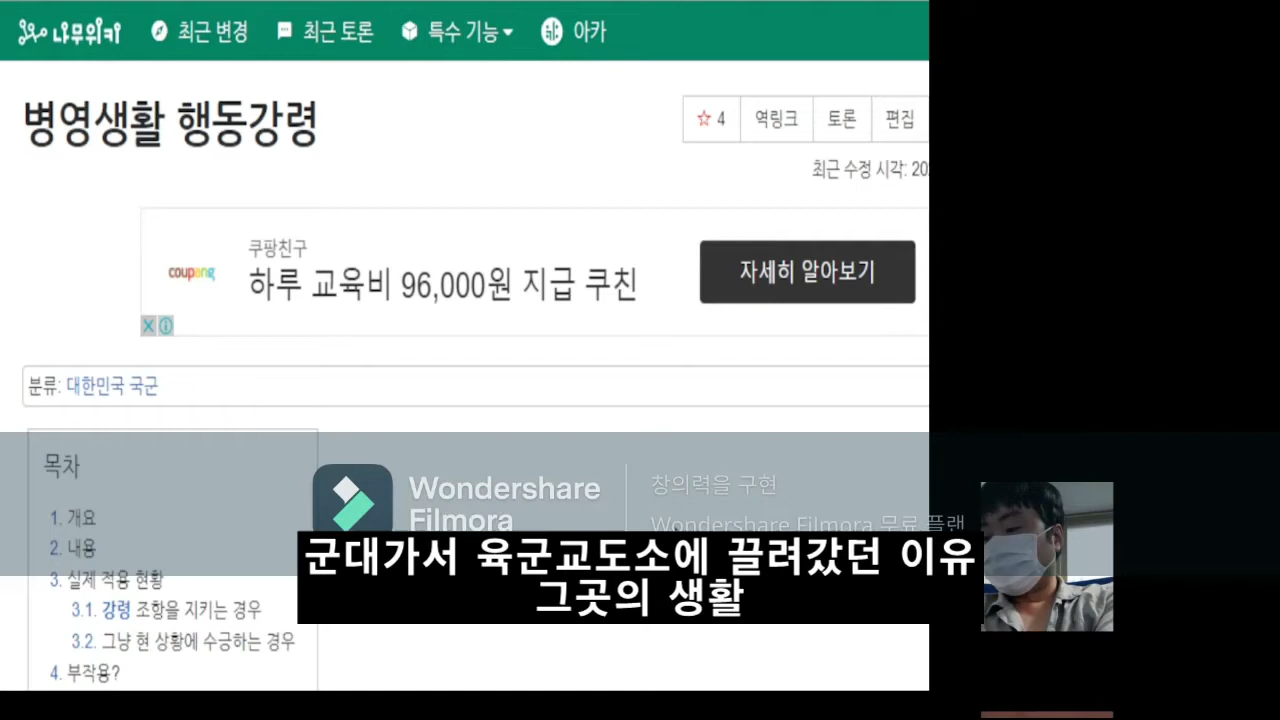 나무위키 최근 변경 최근 토론 특수 기능 아카
병영생활 행동강령
☆ 4 역링크 토론 편집
최근 수정 시각: 20
쿠팡친구
coupang 하루 교육비 96,000원 지급 쿠친 자세히 알아보기
분류: 대한민국 국군
목차
Wondershare Filmora
창의력을 구현
Wondershare Filmora 무료 플랜
1. 개요
2. 내용
3. 실제 적용 현황
3.1. 강령 조항을 지키는 경우
3.2. 그냥 현 상황에 수긍하는 경우
4. 부작용?
군대가서 육군교도소에 끌려갔던 이유
그곳의 생활